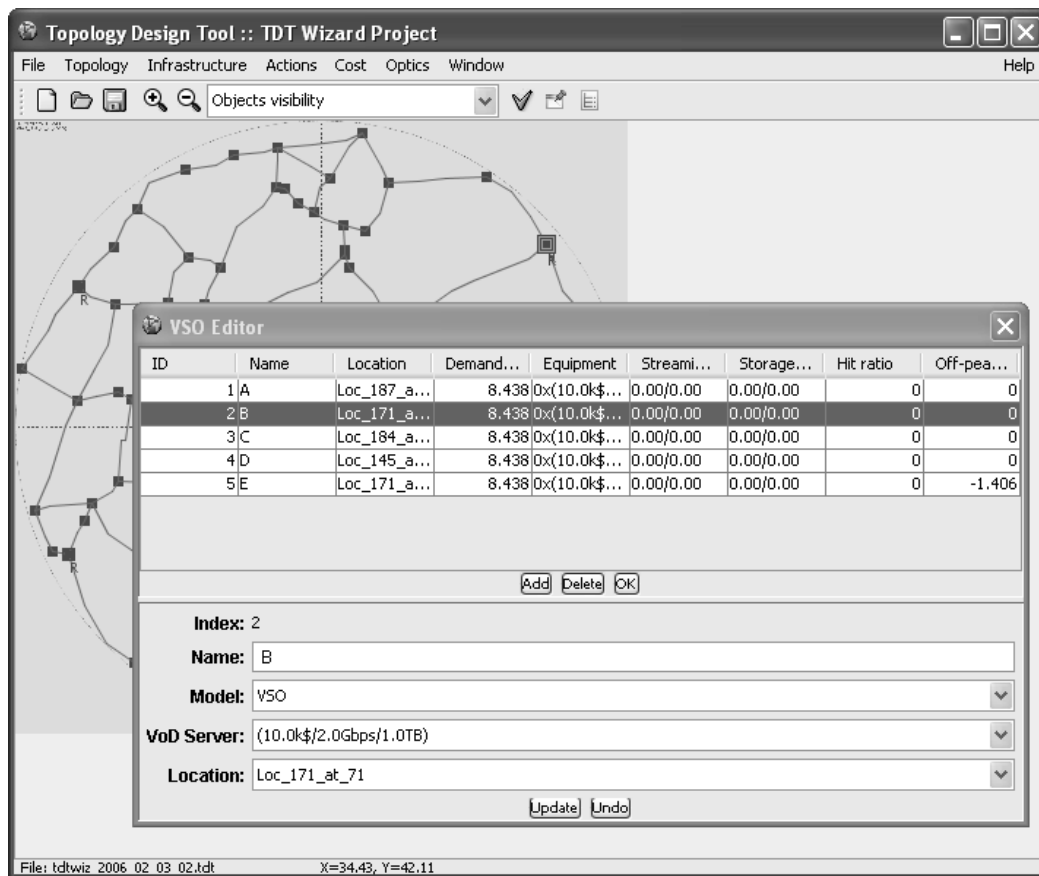 Topology Design Tool :: TDT Wizard Project
File Topology Infrastructure Actions Cost Optics Window Help
Objects visibility
R
R
R
VSO Editor
ID Name Location Demand... Equipment Streami... Storage... Hit ratio Off-pea...
1 A Loc_187_a... 8.438 0x(10.0k$... 0.00/0.00 0.00/0.00 0 0
2 B Loc_171_a... 8.438 0x(10.0k$... 0.00/0.00 0.00/0.00 0 0
3 C Loc_184_a... 8.438 0x(10.0k$... 0.00/0.00 0.00/0.00 0 0
4 D Loc_145_a... 8.438 0x(10.0k$... 0.00/0.00 0.00/0.00 0 0
5 E Loc_171_a... 8.438 0x(10.0k$... 0.00/0.00 0.00/0.00 0 -1.406
Add Delete OK
Index: 2
Name: B
Model: VSO
VoD Server: (10.0k$/2.0Gbps/1.0TB)
Location: Loc_171_at_71
Update Undo
File: tdtwiz_2006_02_03_02.tdt X=34.43, Y=42.11